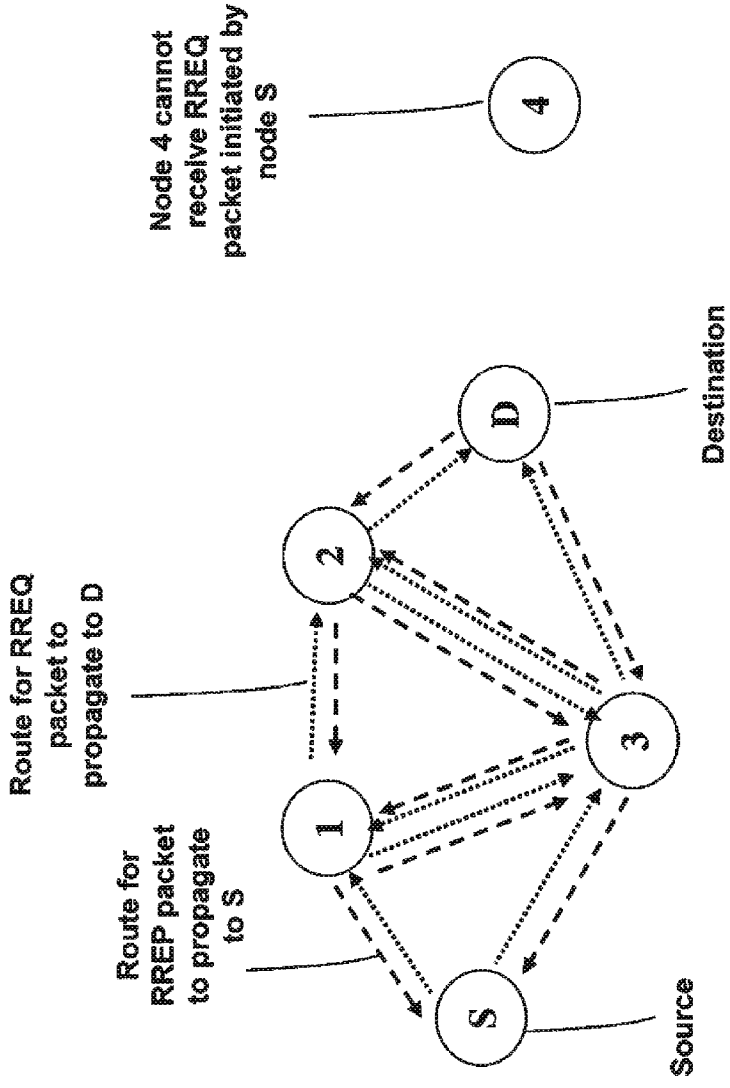 Route for RREQ
packet to
propagate to D
Node 4 cannot
receive RREQ
packet initiated by
node S
Route for
RREP packet
to propagate
to S
1
2
S
3
D
4
Source
Destination